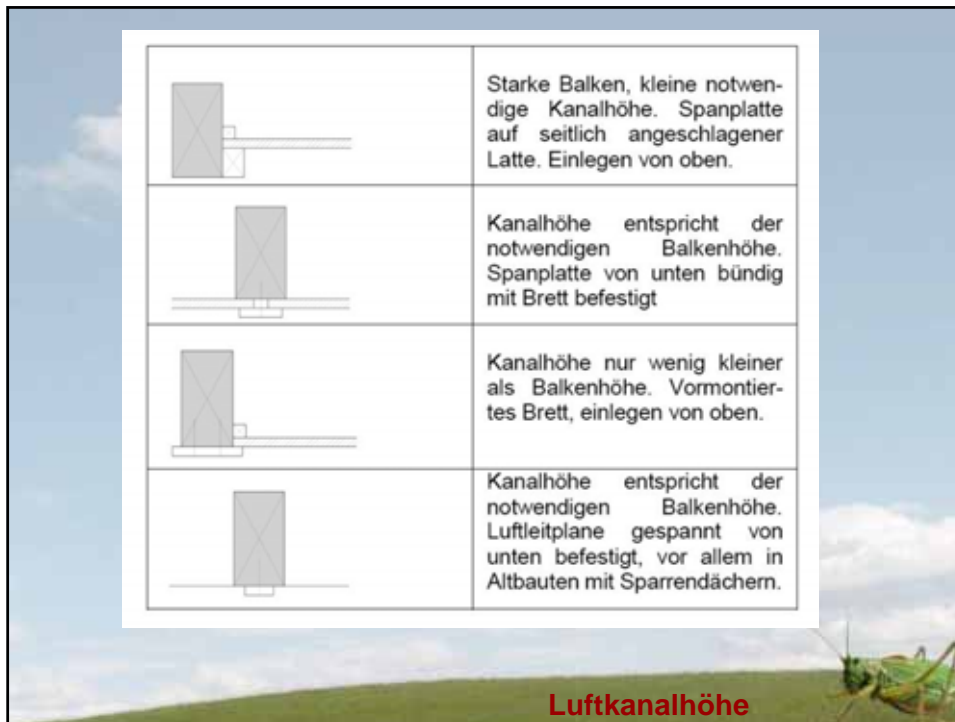 Starke Balken, kleine notwen-
dige Kanalhöhe. Spanplatte
auf seitlich angeschlagener
Latte. Einlegen von oben.
Kanalhöhe entspricht der
notwendigen Balkenhöhe.
Spanplatte von unten bündig
mit Brett befestigt
Kanalhöhe nur wenig kleiner
als Balkenhöhe. Vormontier-
tes Brett, einlegen von oben.
Kanalhöhe entspricht der
notwendigen Balkenhöhe.
Luftleitplane gespannt von
unten befestigt, vor allem in
Altbauten mit Sparrendächern.
Luftkanalhöhe